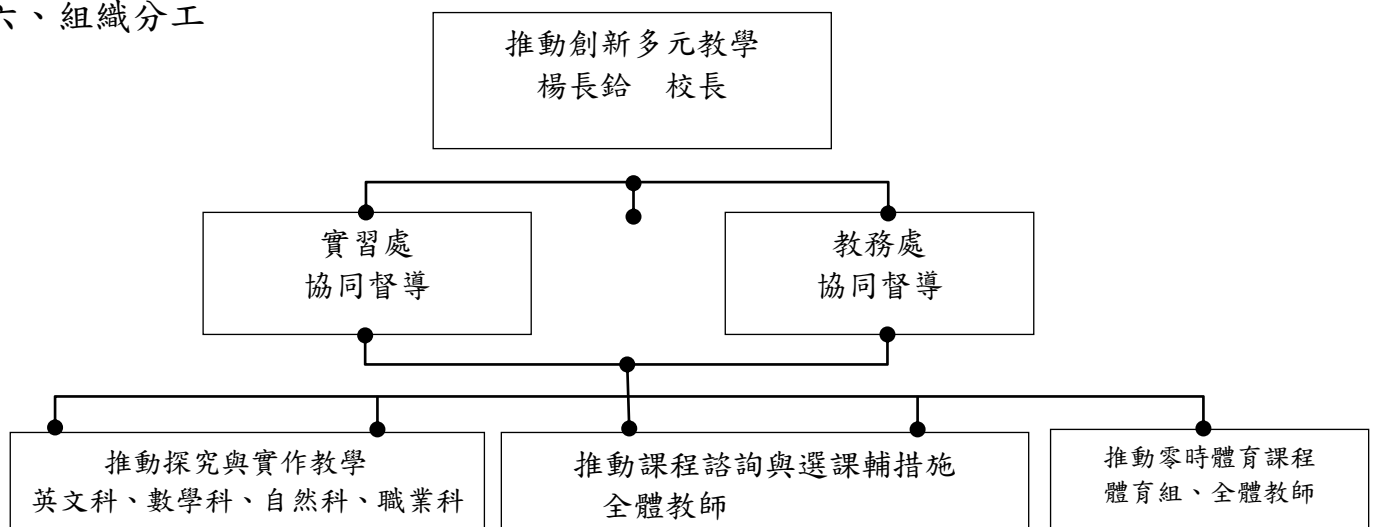 六、組織分工
推動創新多元教學
楊長鉿　校長
實習處
協同督導
教務處
協同督導
推動探究與實作教學
英文科、數學科、自然科、職業科
推動課程諮詢與選課輔措施
全體教師
推動零時體育課程
體育組、全體教師